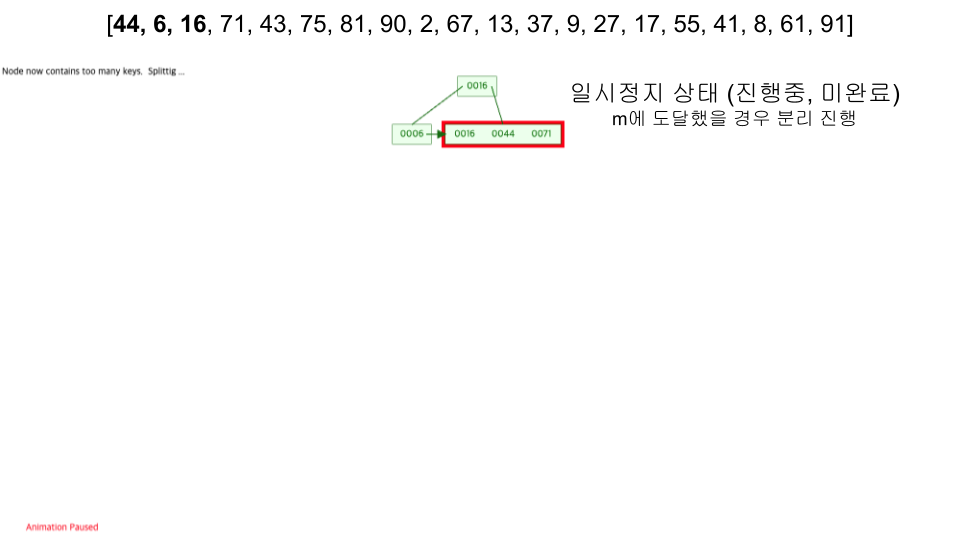 [44, 6, 16, 71, 43, 75, 81, 90, 2, 67, 13, 37, 9, 27, 17, 55, 41, 8, 61, 91]
Node now contains too many keys. Splittig ...
0016
일시정지 상태 (진행중, 미완료)
m에 도달했을 경우 분리 진행
0006
0016 0044 0071
Animation Paused